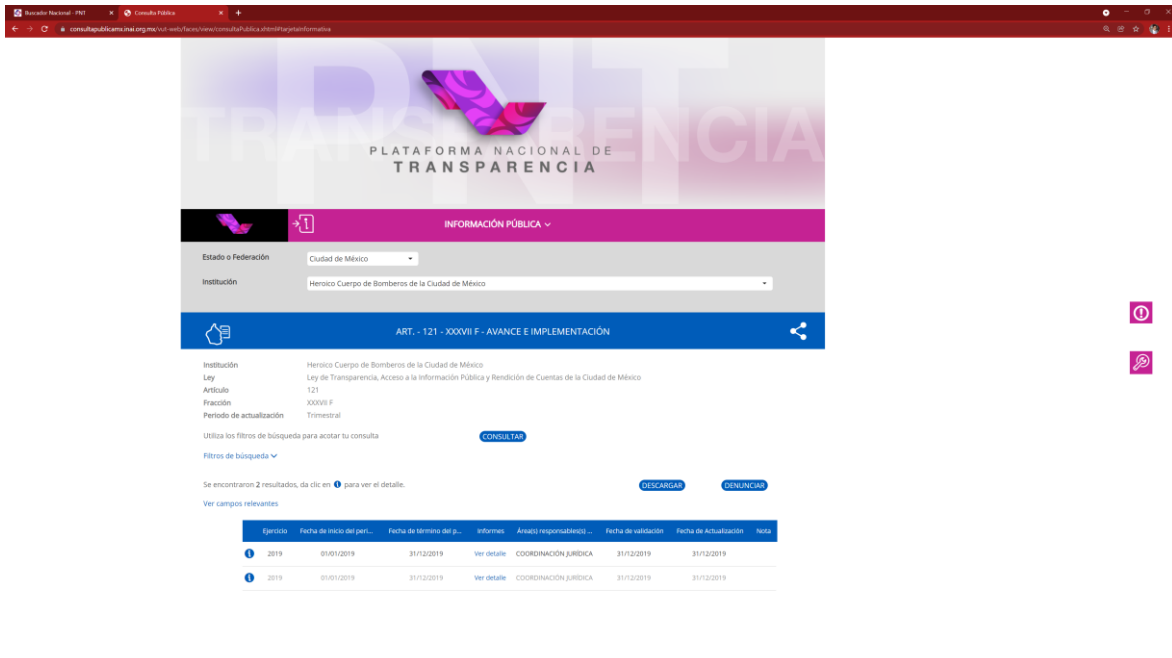 Buscador Nacional - PNT
Consulta Pública
consultapublicamx.inai.org.mx/vut-web/faces/view/consultaPublica.xhtml#tarjetaInformativa
PNT
TRANSPARENCIA
PLATAFORMA NACIONAL DE
TRANSPARENCIA
INFORMACIÓN PÚBLICA
Estado o Federación Ciudad de México
Institución Heroico Cuerpo de Bomberos de la Ciudad de México
ART. - 121 - XXXVII F - AVANCE E IMPLEMENTACIÓN
Institución Heroico Cuerpo de Bomberos de la Ciudad de México
Ley Ley de Transparencia, Acceso a la Información Pública y Rendición de Cuentas de la Ciudad de México
Artículo 121
Fracción XXXVII F
Periodo de actualización Trimestral
Utiliza los filtros de búsqueda para acotar tu consulta CONSULTAR
Filtros de búsqueda
Se encontraron 2 resultados, da clic en i para ver el detalle. DESCARGAR DENUNCIAR
Ver campos relevantes
Ejercicio Fecha de inicio del peri... Fecha de término del p... Informes Área(s) responsables(s) ... Fecha de validación Fecha de Actualización Nota
2019 01/01/2019 31/12/2019 Ver detalle COORDINACIÓN JURÍDICA 31/12/2019 31/12/2019
2019 01/01/2019 31/12/2019 Ver detalle COORDINACIÓN JURÍDICA 31/12/2019 31/12/2019